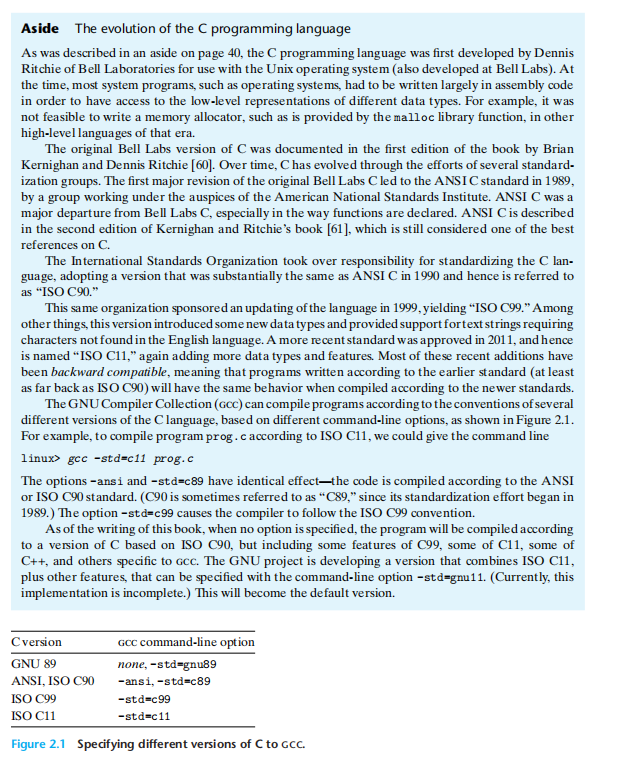 Aside The evolution of the C programming language
As was described in an aside on page 40, the C programming language was first developed by Dennis
Ritchie of Bell Laboratories for use with the Unix operating system (also developed at Bell Labs). At
the time, most system programs, such as operating systems, had to be written largely in assembly code
in order to have access to the low-level representations of different data types. For example, it was
not feasible to write a memory allocator, such as is provided by the malloc library function, in other
high-level languages of that era.
The original Bell Labs version of C was documented in the first edition of the book by Brian
Kernighan and Dennis Ritchie [60]. Over time, C has evolved through the efforts of several standard-
ization groups. The first major revision of the original Bell Labs C led to the ANSI C standard in 1989,
by a group working under the auspices of the American National Standards Institute. ANSI C was a
major departure from Bell Labs C, especially in the way functions are declared. ANSI C is described
in the second edition of Kernighan and Ritchie's book [61], which is still considered one of the best
references on C.
The International Standards Organization took over responsibility for standardizing the C lan-
guage, adopting a version that was substantially the same as ANSI C in 1990 and hence is referred to
as “ISO C90.”
This same organization sponsored an updating of the language in 1999, yielding “ISO C99.” Among
other things, this version introduced some new data types and provided support for text strings requiring
characters not found in the English language. A more recent standard was approved in 2011, and hence
is named “ISO C11,” again adding more data types and features. Most of these recent additions have
been backward compatible, meaning that programs written according to the earlier standard (at least
as far back as ISO C90) will have the same behavior when compiled according to the newer standards.
The GNU Compiler Collection (GCC) can compile programs according to the conventions of several
different versions of the C language, based on different command-line options, as shown in Figure 2.1.
For example, to compile program prog.c according to ISO C11, we could give the command line
linux> gcc -std=c11 prog.c
The options -ansi and -std=c89 have identical effect—the code is compiled according to the ANSI
or ISO C90 standard. (C90 is sometimes referred to as “C89,” since its standardization effort began in
1989.) The option -std=c99 causes the compiler to follow the ISO C99 convention.
As of the writing of this book, when no option is specified, the program will be compiled according
to a version of C based on ISO C90, but including some features of C99, some of C11, some of
C++, and others specific to GCC. The GNU project is developing a version that combines ISO C11,
plus other features, that can be specified with the command-line option -std=gnu11. (Currently, this
implementation is incomplete.) This will become the default version.
C version GCC command-line option
GNU 89 none, -std=gnu89
ANSI, ISO C90 -ansi, -std=c89
ISO C99 -std=c99
ISO C11 -std=c11
Figure 2.1 Specifying different versions of C to GCC.